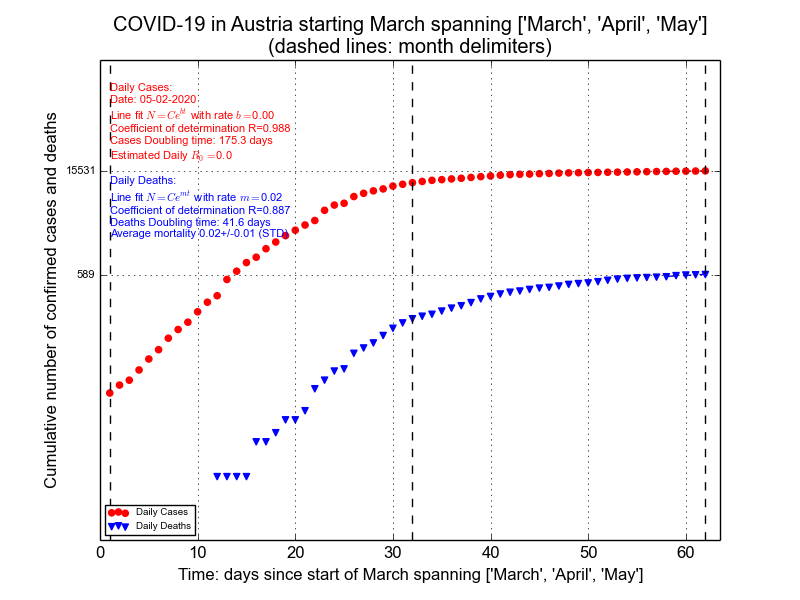 COVID-19 in Austria starting March spanning ['March', 'April', 'May']
(dashed lines: month delimiters)
Daily Cases:
Date: 05-02-2020
Line fit N=Ce^{bt} with rate b=0.00
Coefficient of determination R=0.988
Cases Doubling time: 175.3 days
Estimated Daily R_0=0.0
Daily Deaths:
Line fit N=Ce^{mt} with rate m=0.02
Coefficient of determination R=0.887
Deaths Doubling time: 41.6 days
Average mortality 0.02+/-0.01 (STD)
15531
589
Cumulative number of confirmed cases and deaths
Daily Cases
Daily Deaths
0 10 20 30 40 50 60
Time: days since start of March spanning ['March', 'April', 'May']